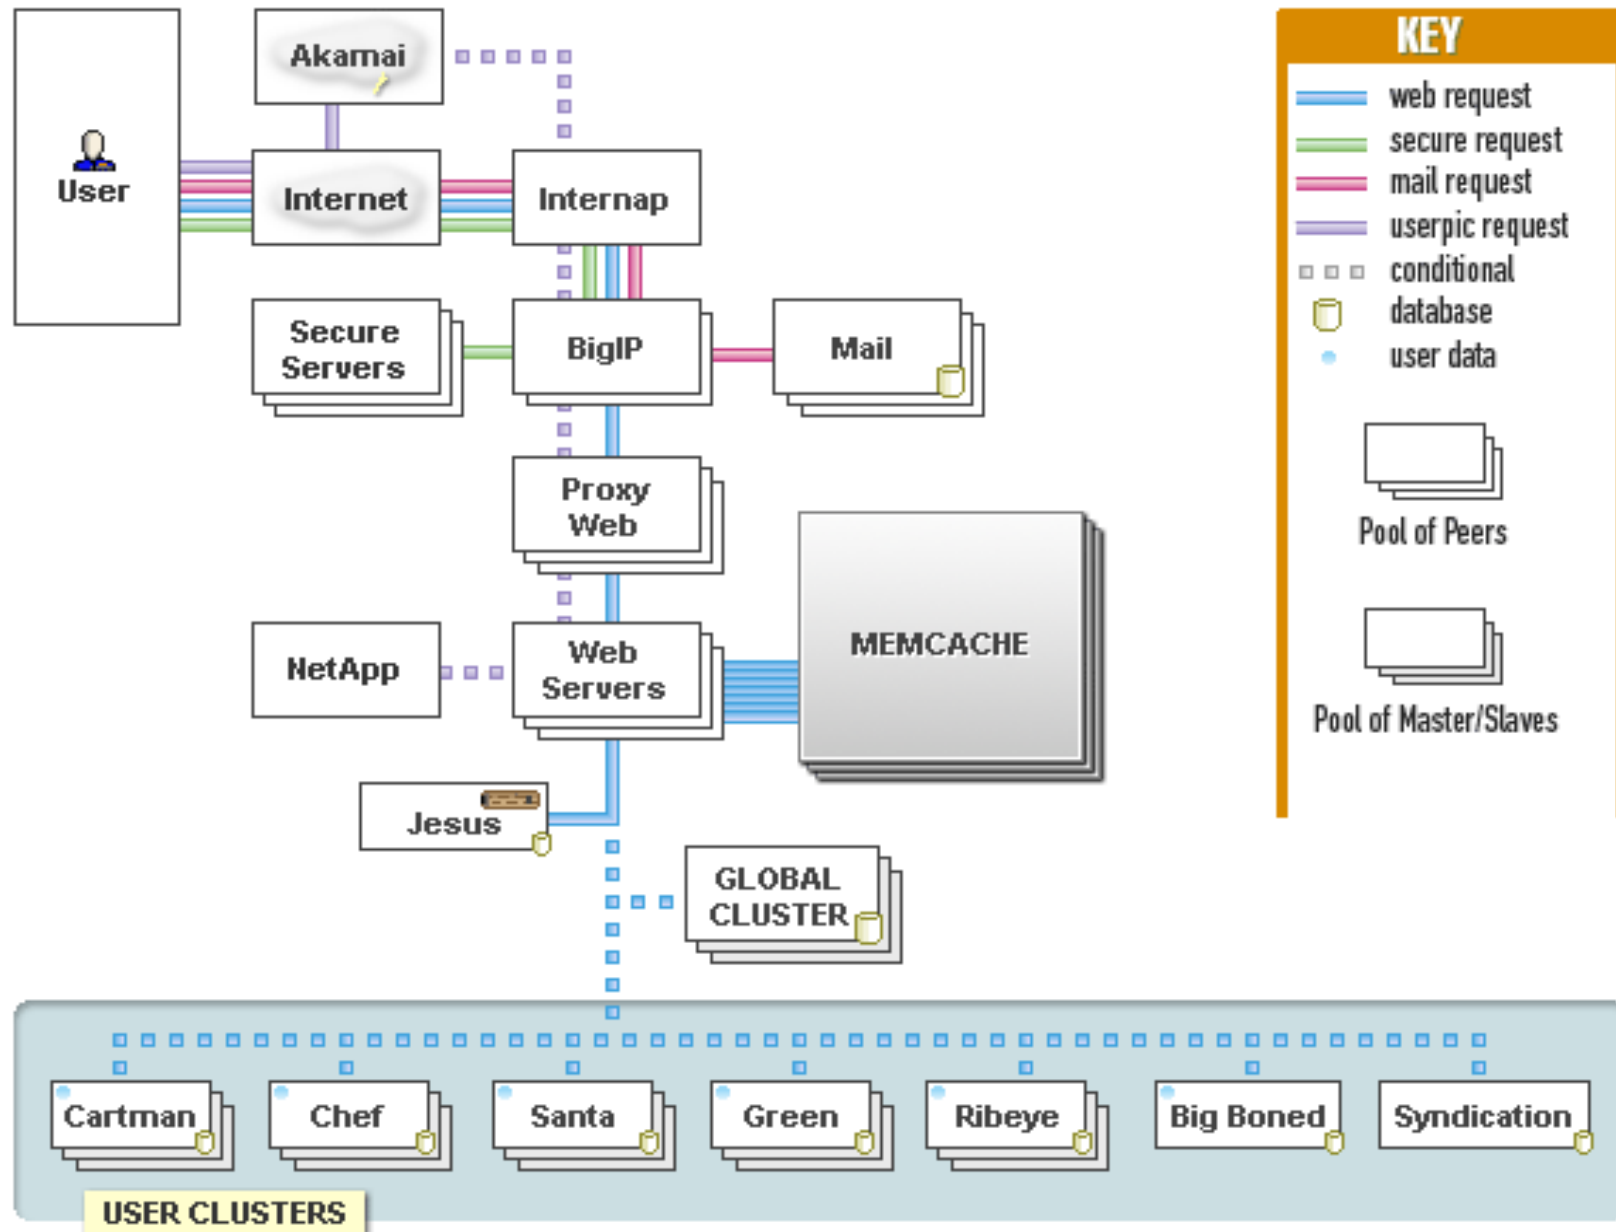 Akamai
KEY
web request
secure request
mail request
userpic request
conditional
database
user data
Pool of Peers
Pool of Master/Slaves
User
Internet
Internap
Secure
Servers
BigIP
Mail
Proxy
Web
NetApp
Web
Servers
MEMCACHE
Jesus
GLOBAL
CLUSTER
Cartman
Chef
Santa
Green
Ribeye
Big Boned
Syndication
USER CLUSTERS